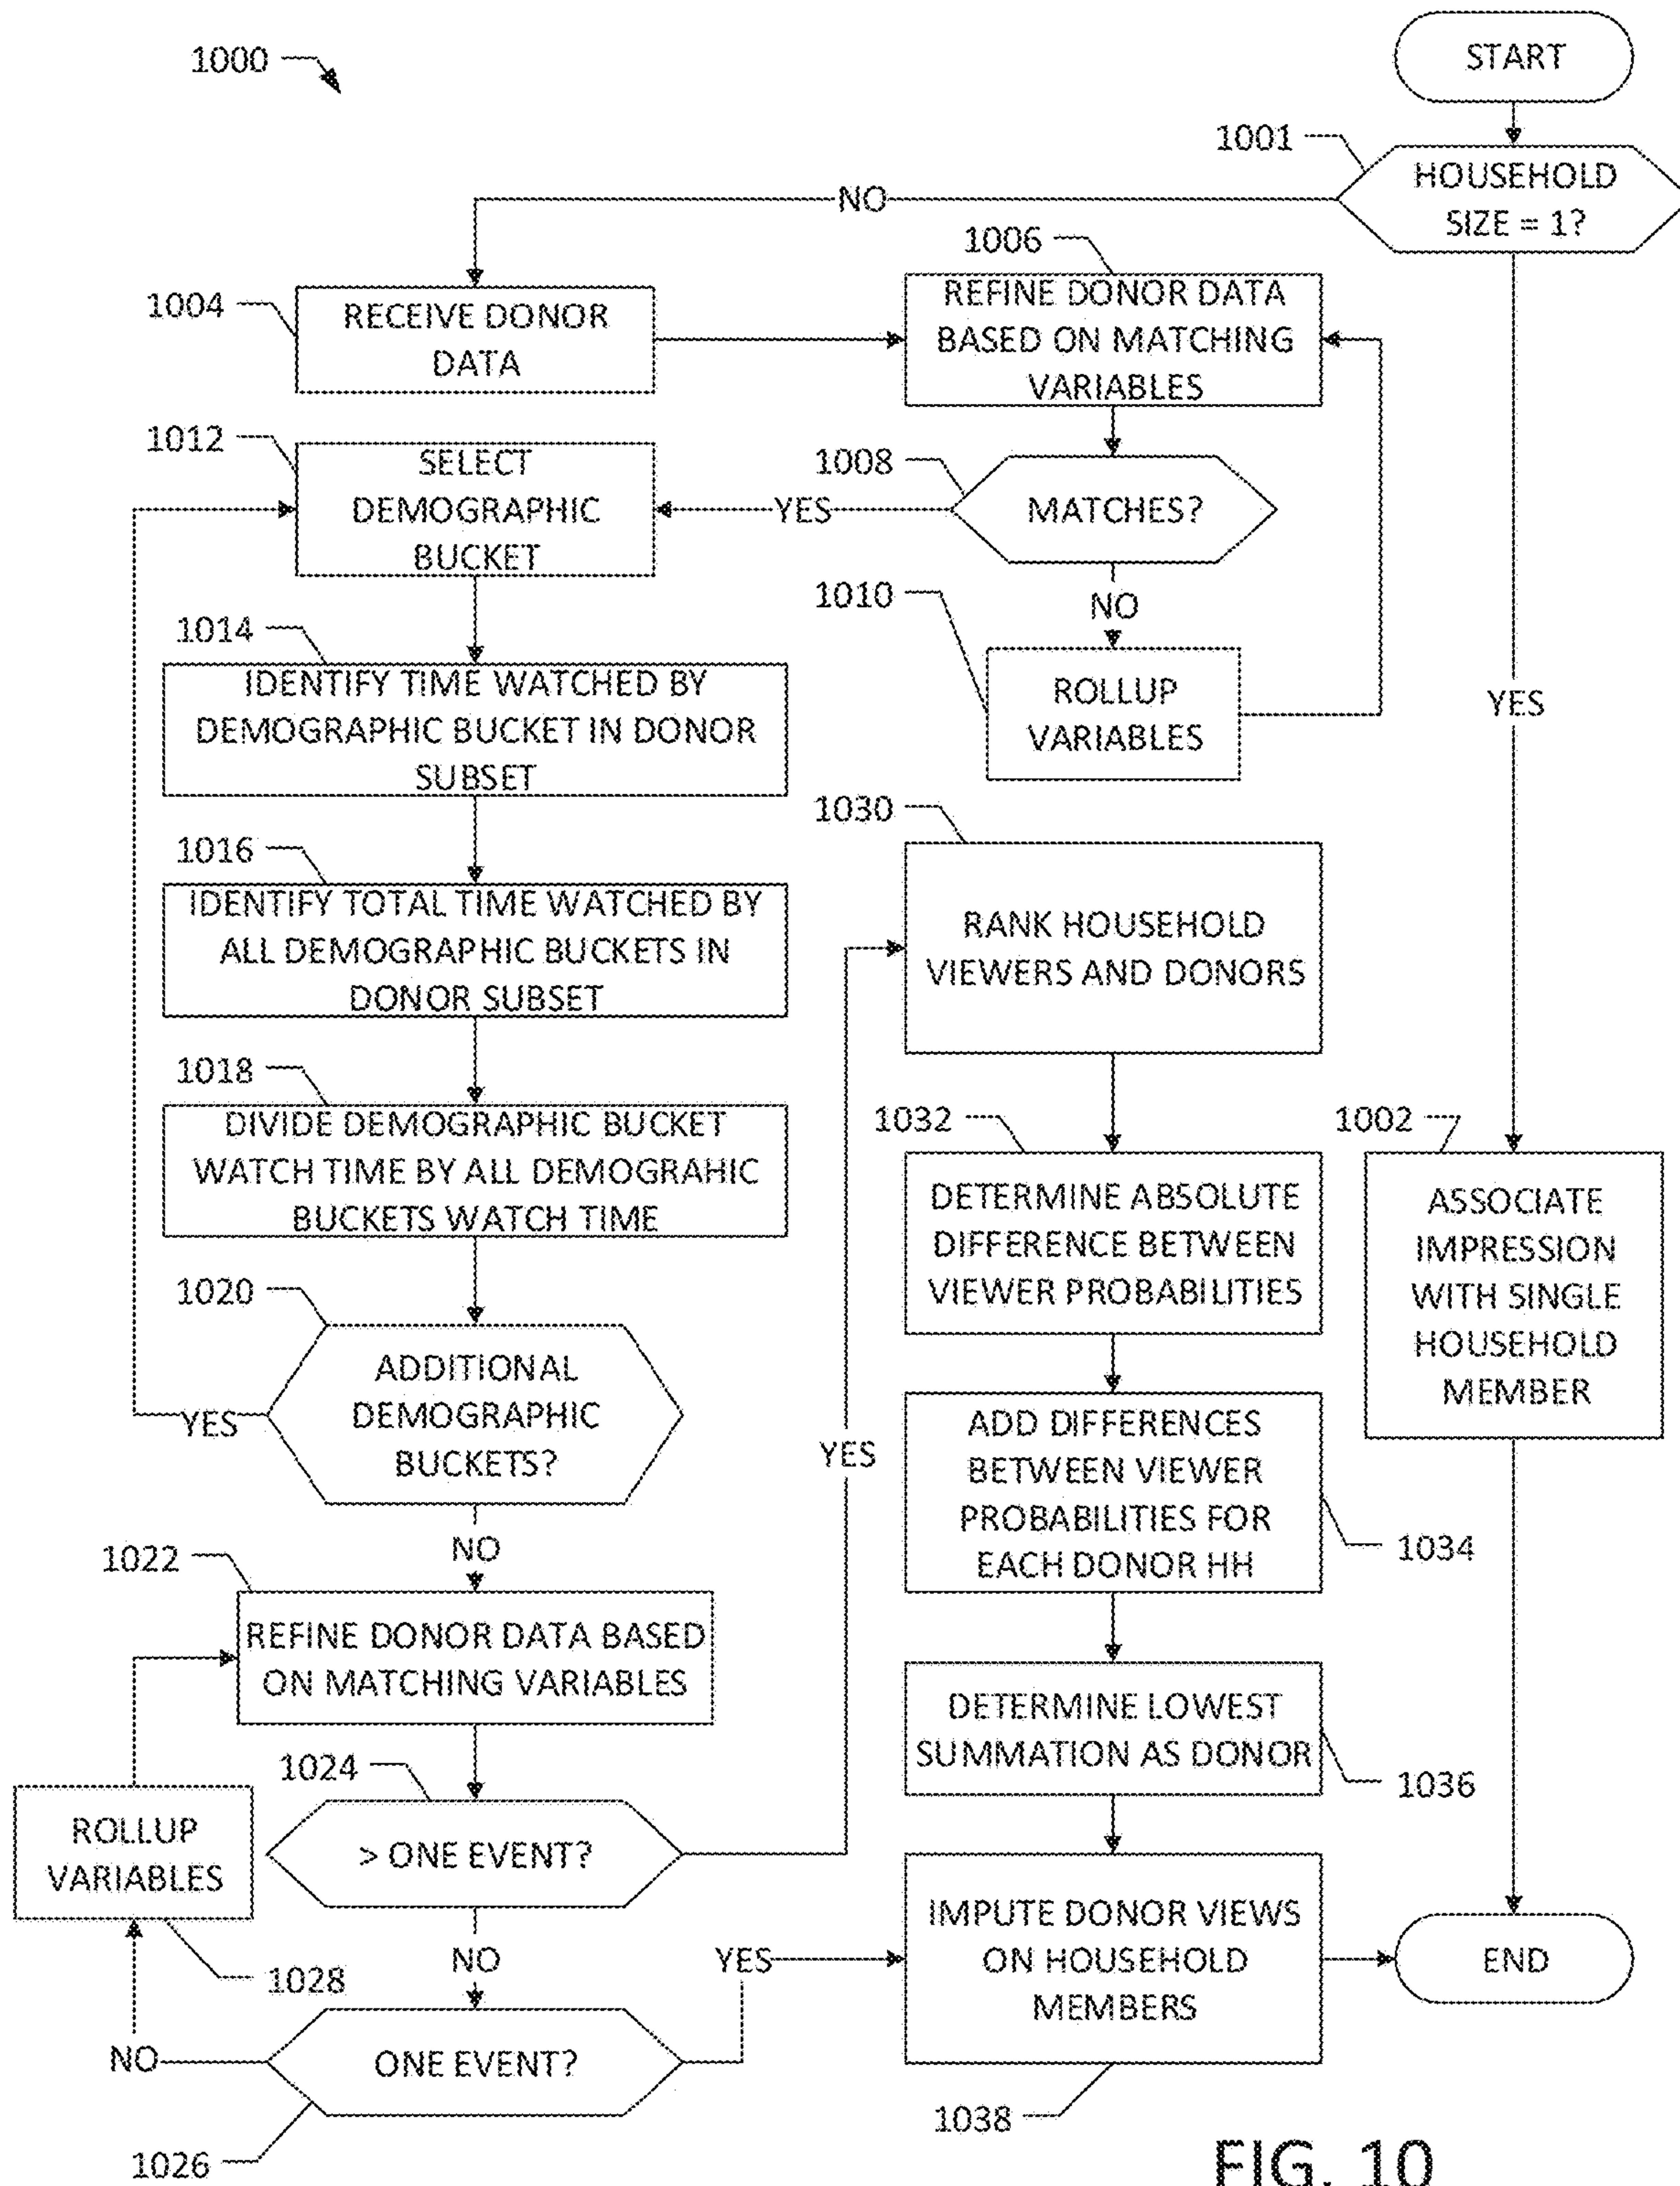 1000
START
1001
HOUSEHOLD
SIZE = 1?
NO
YES
1004
RECEIVE DONOR
DATA
1006
REFINE DONOR DATA
BASED ON MATCHING
VARIABLES
1008
MATCHES?
YES
NO
1010
ROLLUP
VARIABLES
1012
SELECT
DEMOGRAPHIC
BUCKET
1014
IDENTIFY TIME WATCHED BY
DEMOGRAPHIC BUCKET IN DONOR
SUBSET
1016
IDENTIFY TOTAL TIME WATCHED BY
ALL DEMOGRAPHIC BUCKETS IN
DONOR SUBSET
1018
DIVIDE DEMOGRAPHIC BUCKET
WATCH TIME BY ALL DEMOGRAHIC
BUCKETS WATCH TIME
1020
ADDITIONAL
DEMOGRAPHIC
BUCKETS?
YES
NO
1022
REFINE DONOR DATA BASED
ON MATCHING VARIABLES
1024
> ONE EVENT?
YES
NO
1026
ONE EVENT?
YES
NO
1028
ROLLUP
VARIABLES
1030
RANK HOUSEHOLD
VIEWERS AND DONORS
1032
DETERMINE ABSOLUTE
DIFFERENCE BETWEEN
VIEWER PROBABILITIES
1034
ADD DIFFERENCES
BETWEEN VIEWER
PROBABILITIES FOR
EACH DONOR HH
1036
DETERMINE LOWEST
SUMMATION AS DONOR
1038
IMPUTE DONOR VIEWS
ON HOUSEHOLD
MEMBERS
1002
ASSOCIATE
IMPRESSION
WITH SINGLE
HOUSEHOLD
MEMBER
END
FIG. 10